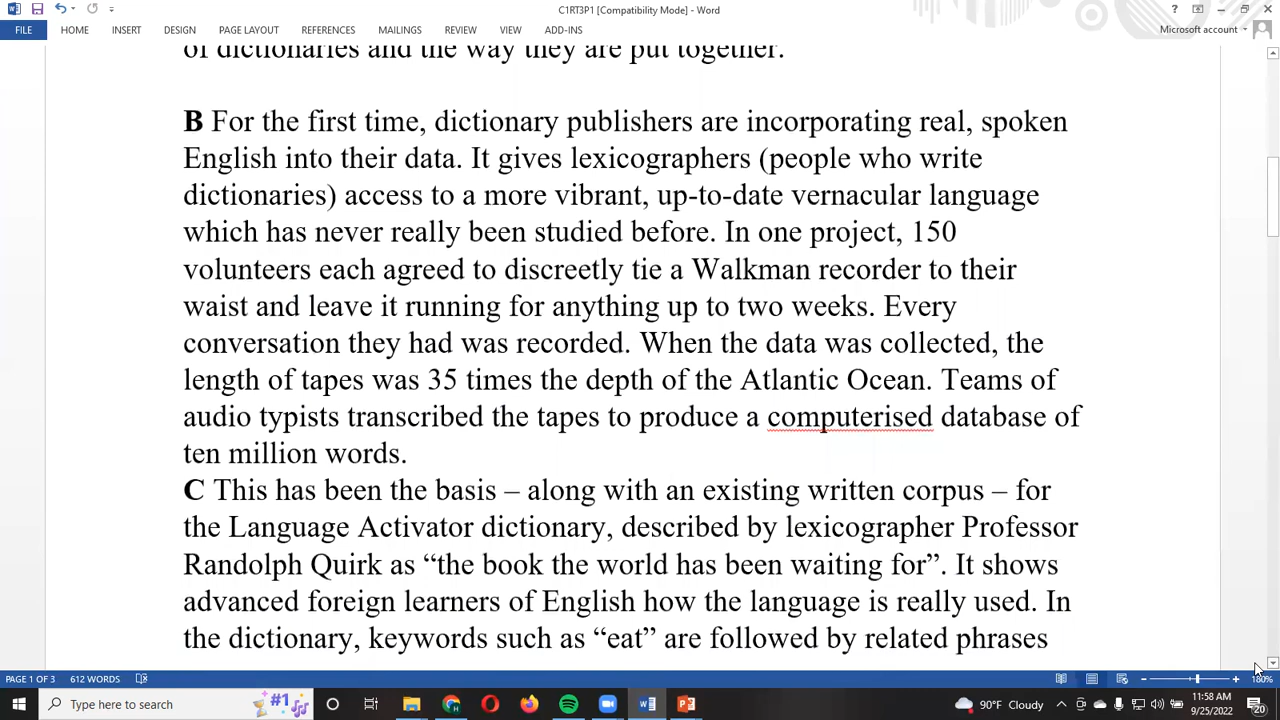 C1RT3P1 [Compatibility Mode] - Word
FILE HOME INSERT DESIGN PAGE LAYOUT REFERENCES MAILINGS REVIEW VIEW ADD-INS Microsoft account
of dictionaries and the way they are put together.
B For the first time, dictionary publishers are incorporating real, spoken
English into their data. It gives lexicographers (people who write
dictionaries) access to a more vibrant, up-to-date vernacular language
which has never really been studied before. In one project, 150
volunteers each agreed to discreetly tie a Walkman recorder to their
waist and leave it running for anything up to two weeks. Every
conversation they had was recorded. When the data was collected, the
length of tapes was 35 times the depth of the Atlantic Ocean. Teams of
audio typists transcribed the tapes to produce a computerised database of
ten million words.
C This has been the basis – along with an existing written corpus – for
the Language Activator dictionary, described by lexicographer Professor
Randolph Quirk as “the book the world has been waiting for”. It shows
advanced foreign learners of English how the language is really used. In
the dictionary, keywords such as “eat” are followed by related phrases
PAGE 1 OF 3 612 WORDS 180%
Type here to search #1 90°F Cloudy 11:58 AM
9/25/2022 20